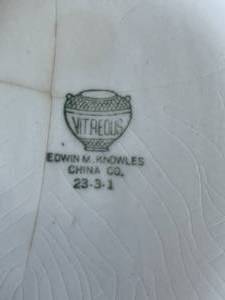 VITREOUS
EDWIN M. KNOWLES
CHINA CO.
23-3-1